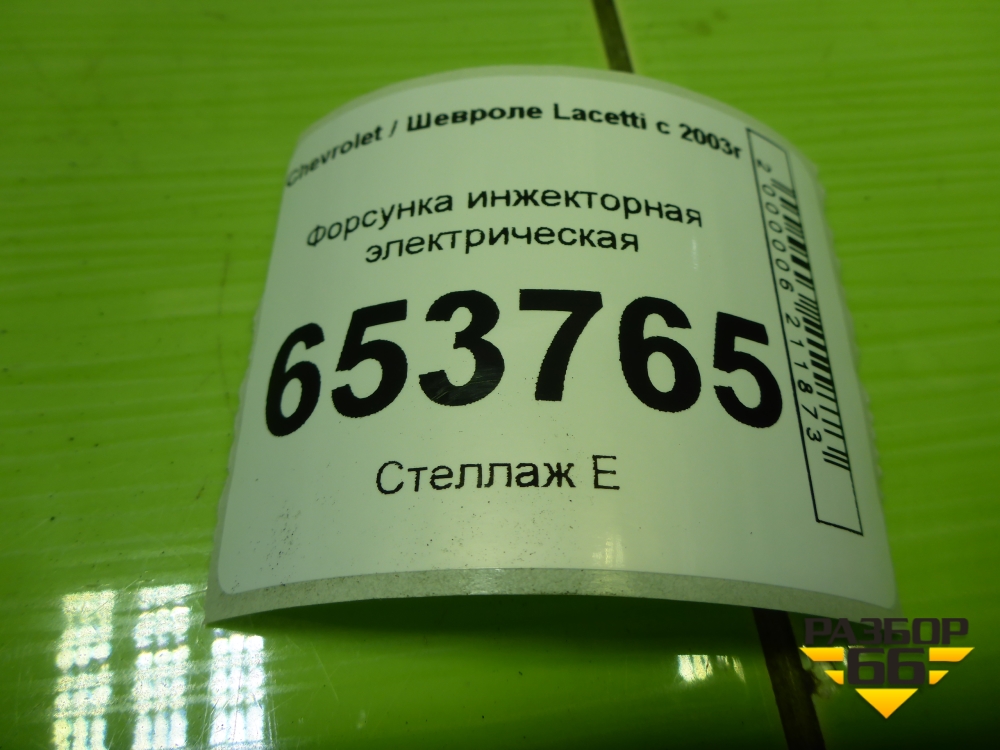 Chevrolet / Шевроле Lacetti с 2003г
Форсунка инжекторная
электрическая
653765
Стеллаж Е
2000006211873
РАЗБОР
66